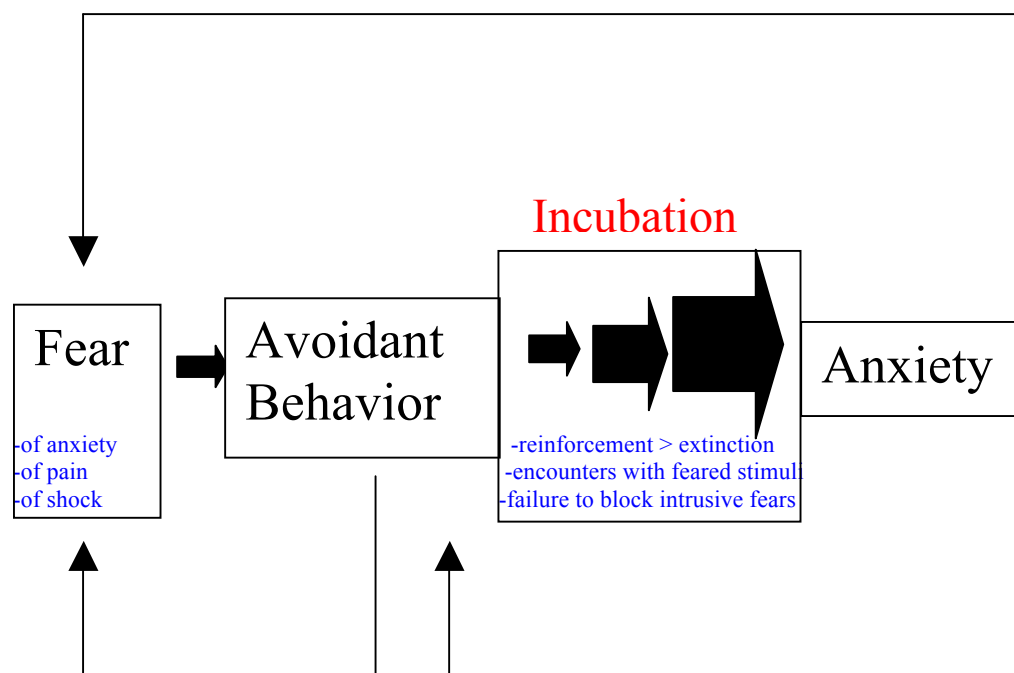 Incubation
Fear
-of anxiety
-of pain
-of shock
Avoidant
Behavior
-reinforcement > extinction
-encounters with feared stimuli
-failure to block intrusive fears
Anxiety